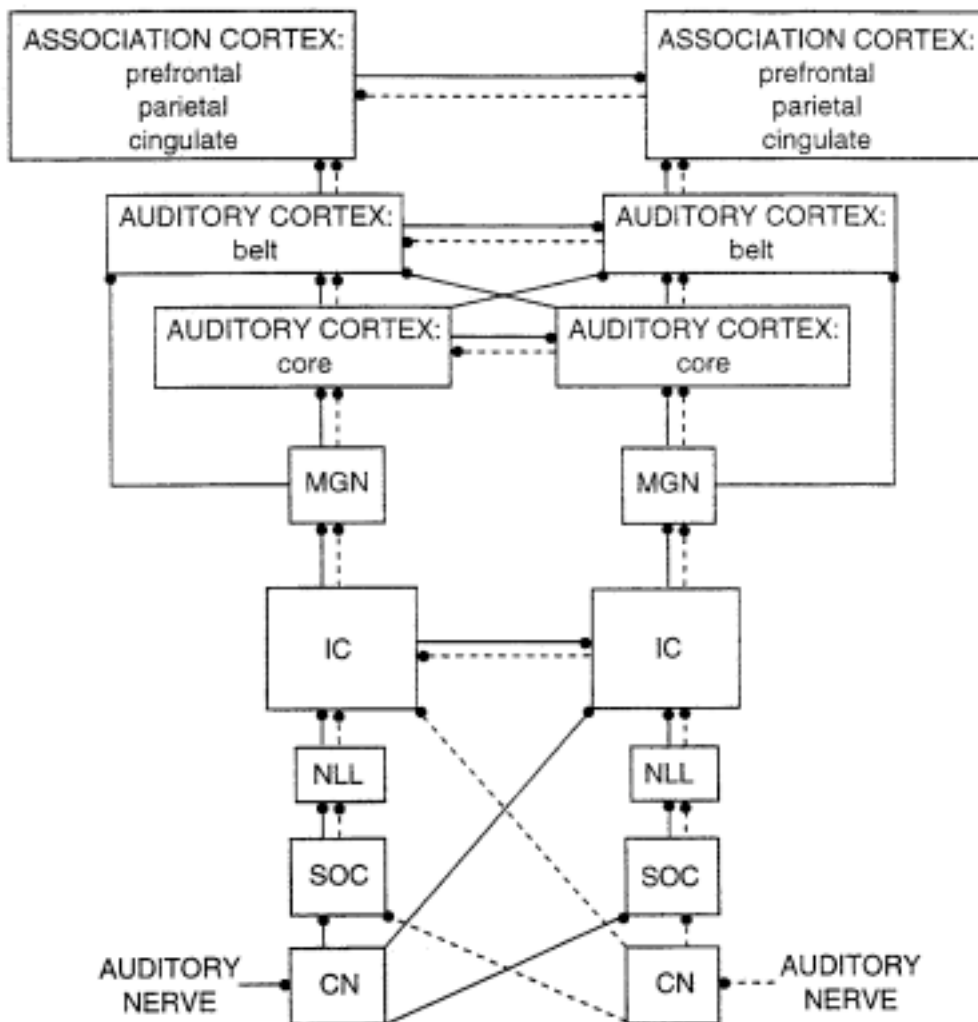 ASSOCIATION CORTEX:
prefrontal
parietal
cingulate
ASSOCIATION CORTEX:
prefrontal
parietal
cingulate
AUDITORY CORTEX:
belt
AUDITORY CORTEX:
belt
AUDITORY CORTEX:
core
AUDITORY CORTEX:
core
MGN
MGN
IC
IC
NLL
NLL
SOC
SOC
AUDITORY
NERVE
CN
CN
AUDITORY
NERVE